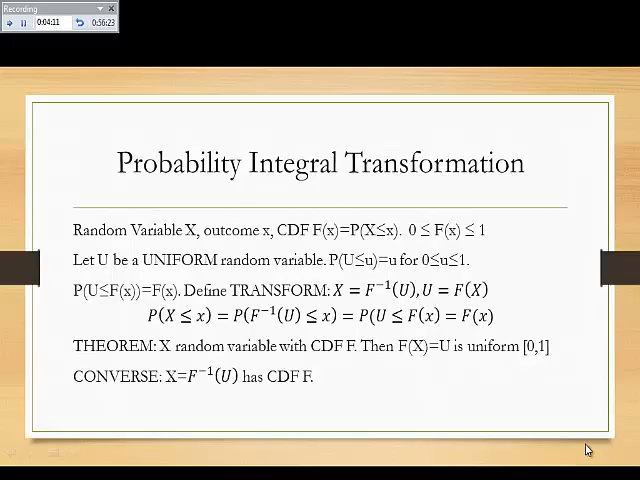 Recording
0:04:11
0:56:23
Probability Integral Transformation
Random Variable X, outcome x, CDF F(x)=P(X≤x). 0 ≤ F(x) ≤ 1
Let U be a UNIFORM random variable. P(U≤u)=u for 0≤u≤1.
P(U≤F(x))=F(x). Define TRANSFORM: X = F⁻¹(U), U = F(X)
P(X ≤ x) = P(F⁻¹(U) ≤ x) = P(U ≤ F(x) = F(x)
THEOREM: X random variable with CDF F. Then F(X)=U is uniform [0,1]
CONVERSE: X=F⁻¹(U) has CDF F.